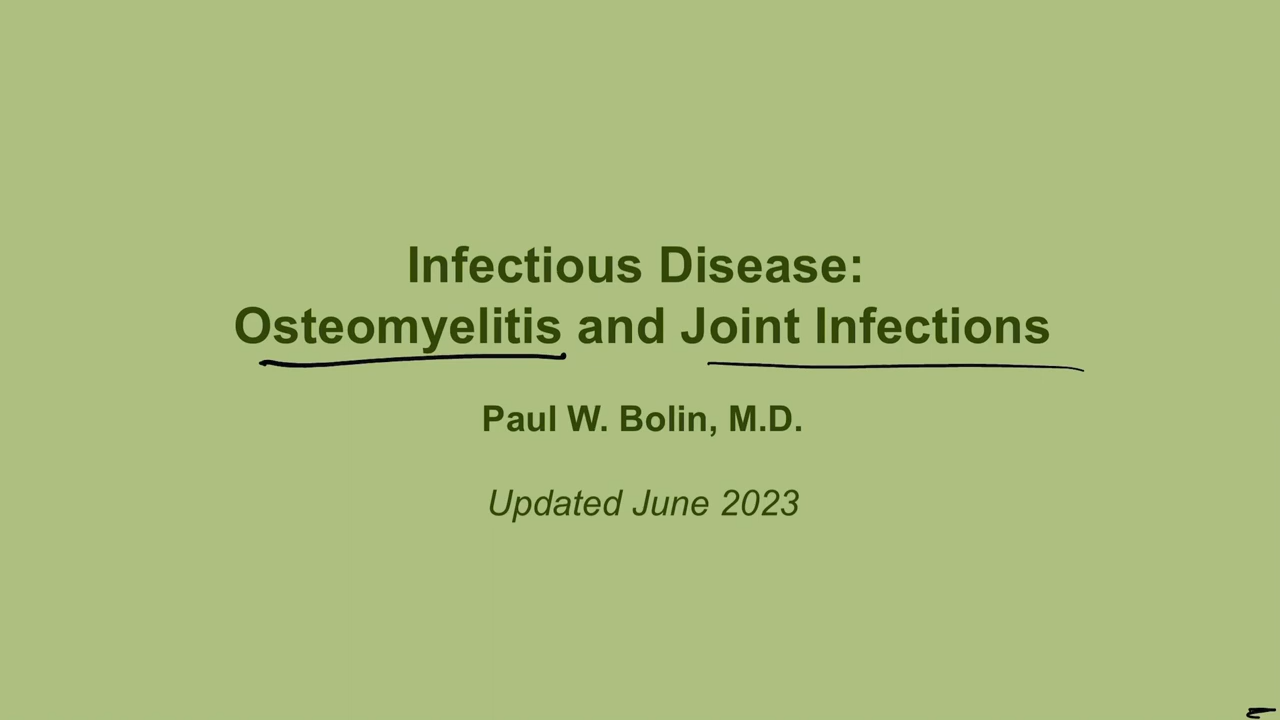 Infectious Disease:
Osteomyelitis and Joint Infections
Paul W. Bolin, M.D.
Updated June 2023